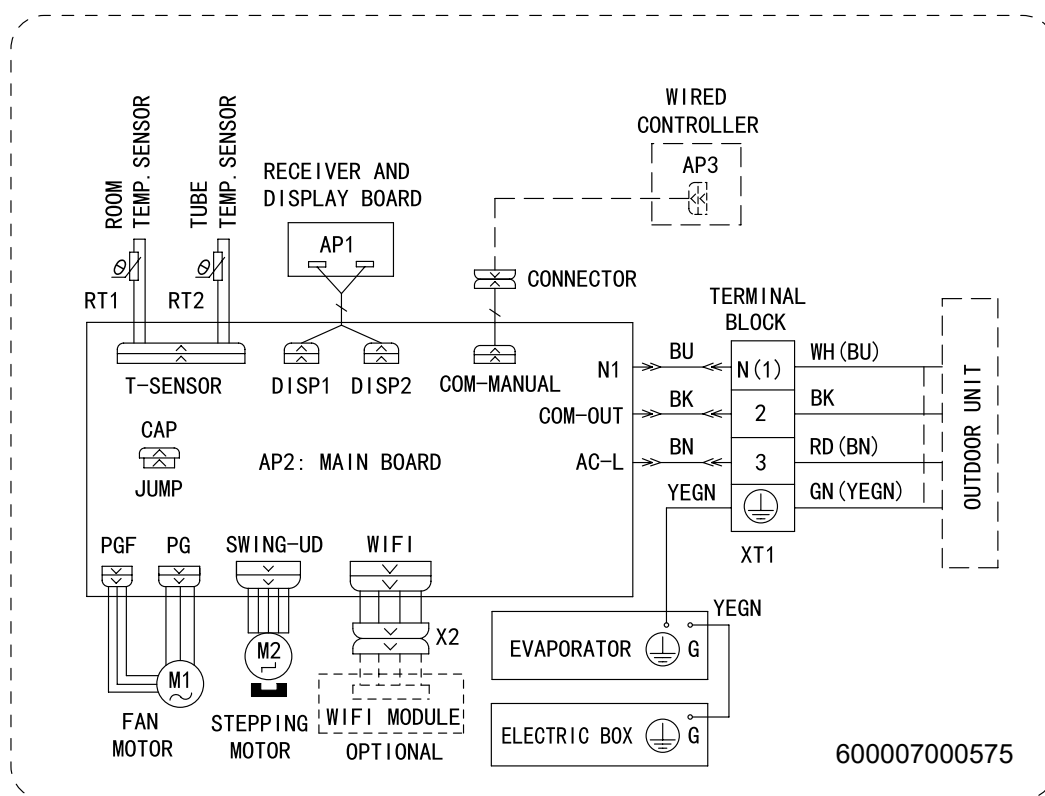 WIRED
CONTROLLER
AP3
ROOM
TEMP. SENSOR
TUBE
TEMP. SENSOR
RECEIVER AND
DISPLAY BOARD
AP1
θ
θ
RT1
RT2
CONNECTOR
TERMINAL
BLOCK
T-SENSOR
DISP1
DISP2
COM-MANUAL
N1
BU
N(1)
WH(BU)
COM-OUT
BK
2
BK
CAP
JUMP
AP2: MAIN BOARD
AC-L
BN
3
RD(BN)
YEGN
GN(YEGN)
OUTDOOR UNIT
XT1
PGF
PG
SWING-UD
WIFI
X2
M1
M2
FAN
MOTOR
STEPPING
MOTOR
WIFI MODULE
OPTIONAL
YEGN
EVAPORATOR
G
ELECTRIC BOX
G
600007000575